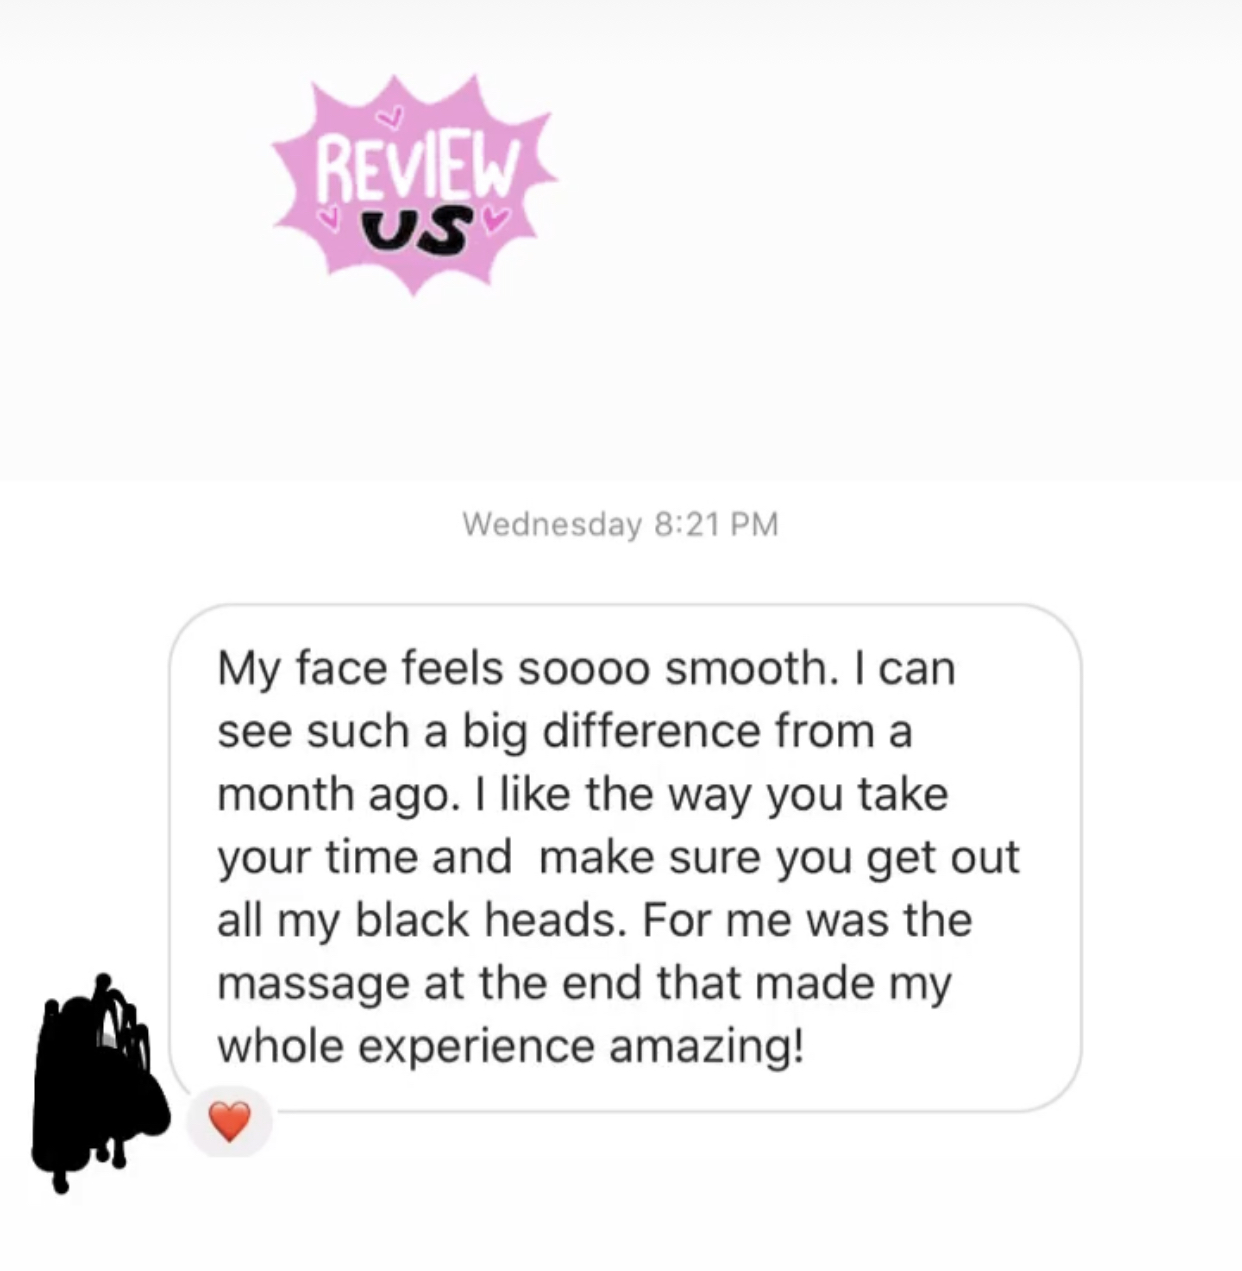 REVIEW
US
Wednesday 8:21 PM
My face feels soooo smooth. I can
see such a big difference from a
month ago. I like the way you take
your time and  make sure you get out
all my black heads. For me was the
massage at the end that made my
whole experience amazing!